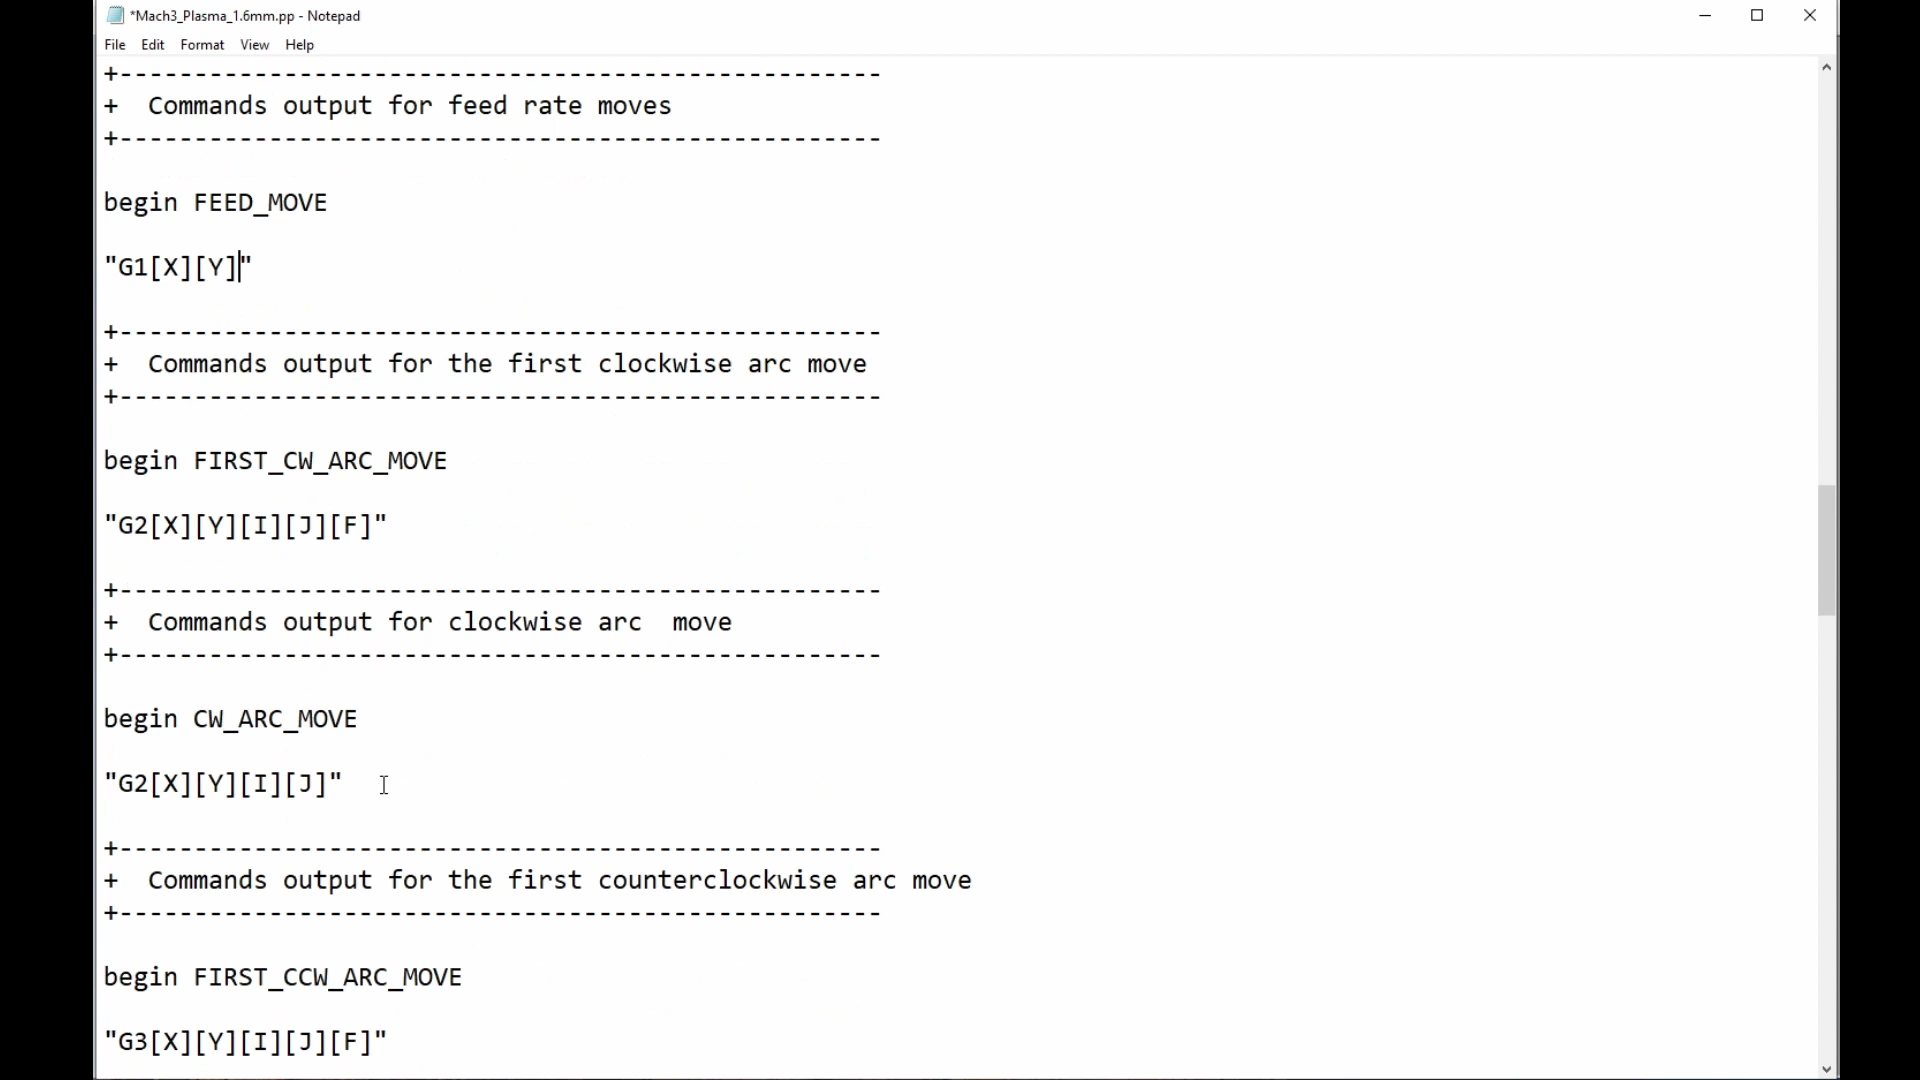 *Mach3_Plasma_1.6mm.pp - Notepad
File Edit Format View Help
+---------------------------------------------------
+  Commands output for feed rate moves
+---------------------------------------------------
begin FEED_MOVE
"G1[X][Y]"
+---------------------------------------------------
+  Commands output for the first clockwise arc move
+---------------------------------------------------
begin FIRST_CW_ARC_MOVE
"G2[X][Y][I][J][F]"
+---------------------------------------------------
+  Commands output for clockwise arc  move
+---------------------------------------------------
begin CW_ARC_MOVE
"G2[X][Y][I][J]"
+---------------------------------------------------
+  Commands output for the first counterclockwise arc move
+---------------------------------------------------
begin FIRST_CCW_ARC_MOVE
"G3[X][Y][I][J][F]"